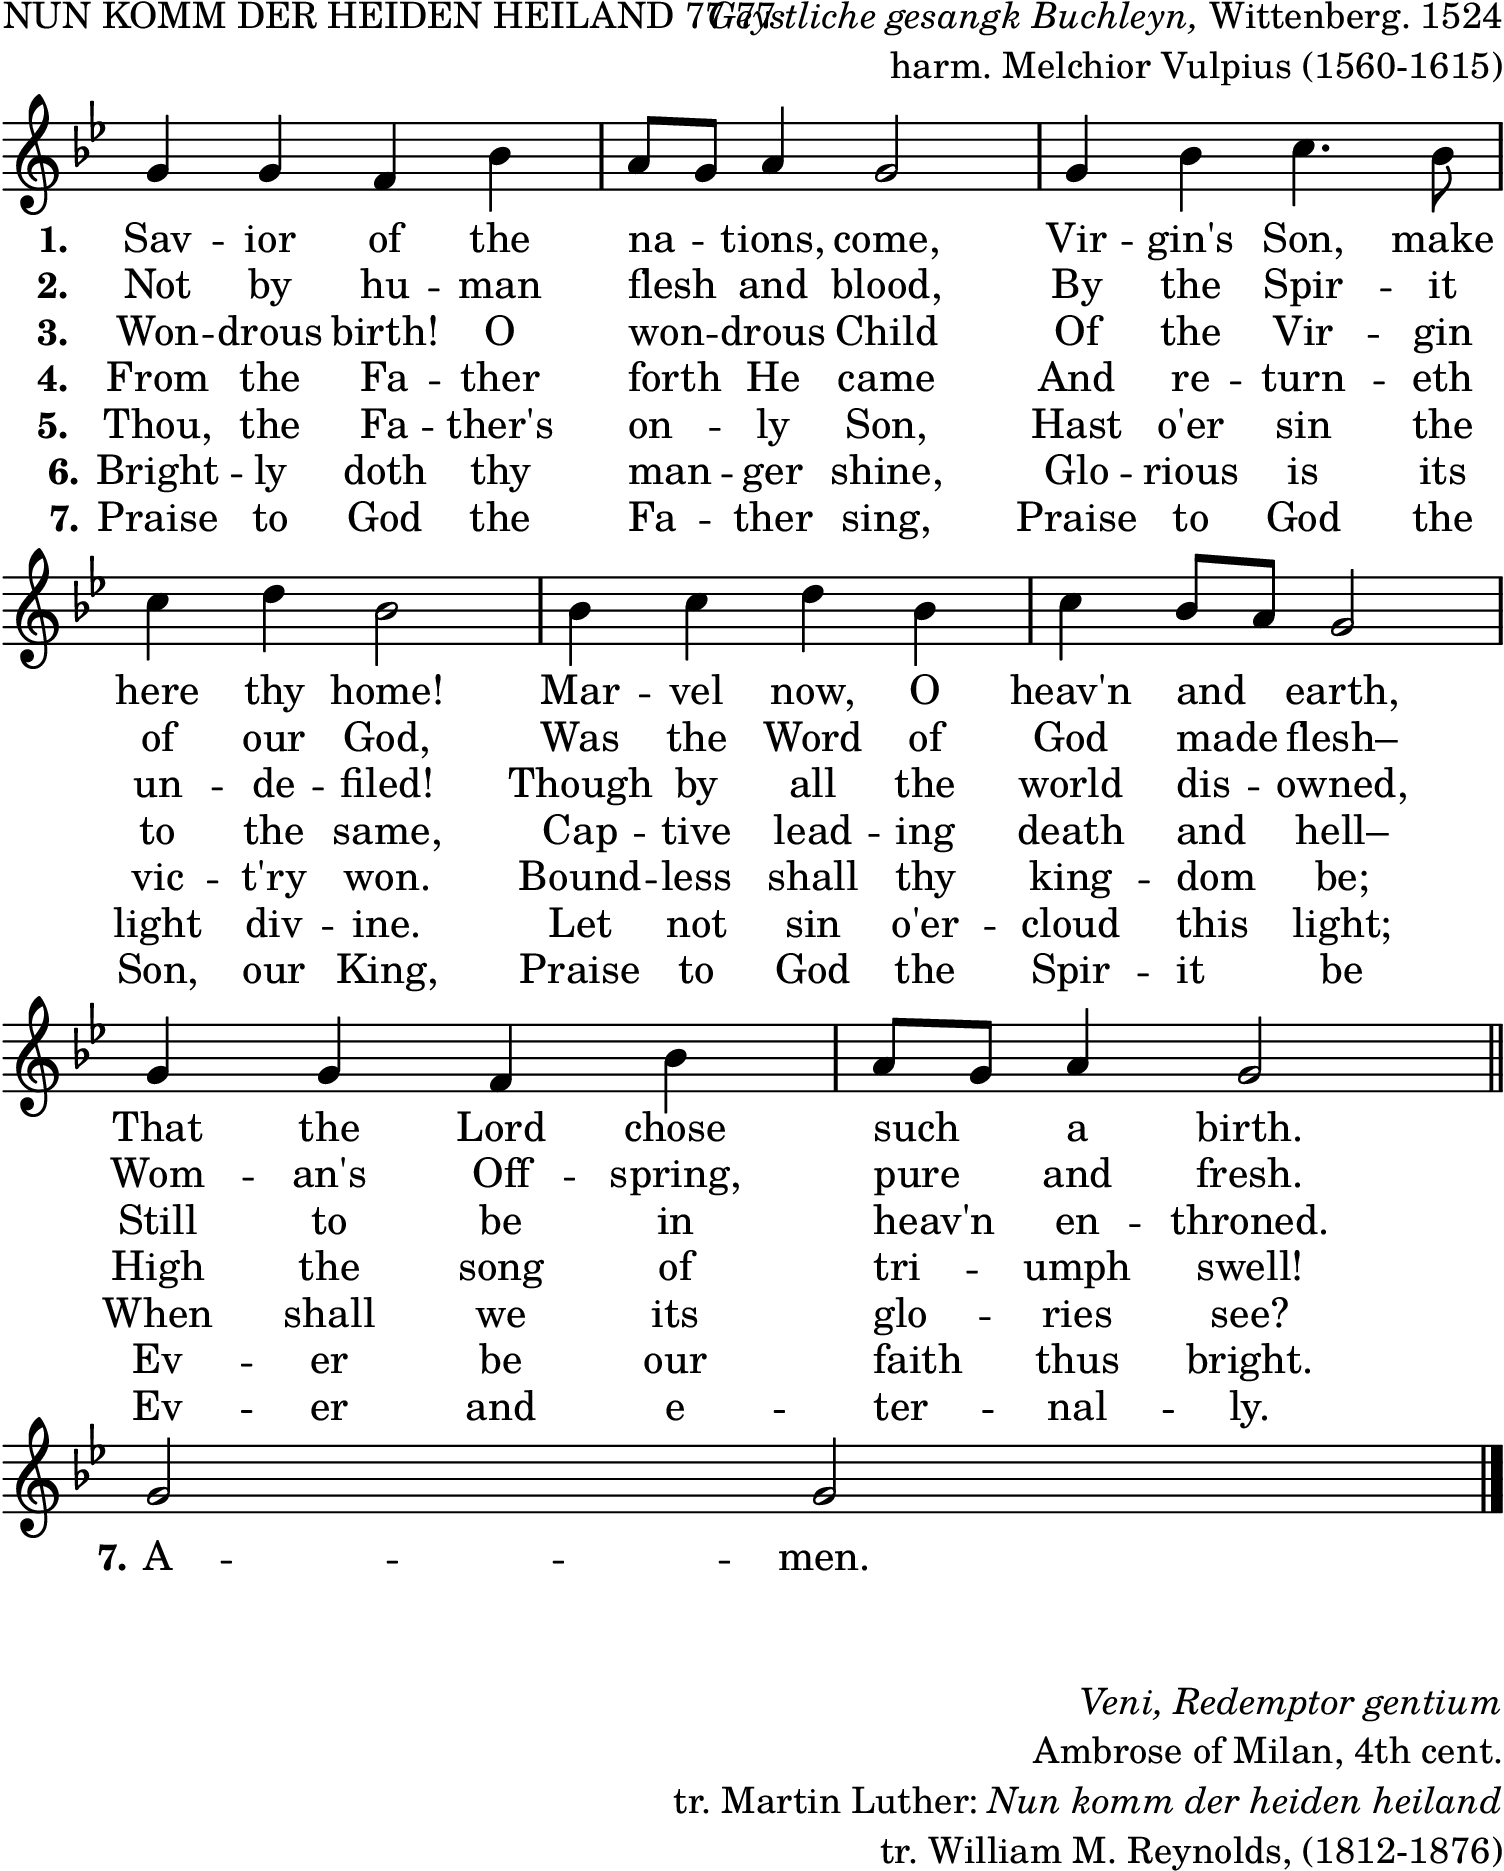 NUN KOMM DER HEIDEN HEILAND 77 77 Geystliche gesangk Buchleyn, Wittenberg. 1524
harm. Melchior Vulpius (1560-1615)
1. Sav - ior of the na - tions, come, Vir - gin's Son, make
2. Not by hu - man flesh and blood, By the Spir - it
3. Won - drous birth! O won - drous Child Of the Vir - gin
4. From the Fa - ther forth He came And re - turn - eth
5. Thou, the Fa - ther's on - ly Son, Hast o'er sin the
6. Bright - ly doth thy man - ger shine, Glo - rious is its
7. Praise to God the Fa - ther sing, Praise to God the
here thy home! Mar - vel now, O heav'n and earth,
of our God, Was the Word of God made flesh–
un - de - filed! Though by all the world dis - owned,
to the same, Cap - tive lead - ing death and hell–
vic - t'ry won. Bound - less shall thy king - dom be;
light div - ine. Let not sin o'er - cloud this light;
Son, our King, Praise to God the Spir - it be
That the Lord chose such a birth.
Wom - an's Off - spring, pure and fresh.
Still to be in heav'n en - throned.
High the song of tri - umph swell!
When shall we its glo - ries see?
Ev - er be our faith thus bright.
Ev - er and e - ter - nal - ly.
7. A - - - - men.
Veni, Redemptor gentium
Ambrose of Milan, 4th cent.
tr. Martin Luther: Nun komm der heiden heiland
tr. William M. Reynolds, (1812-1876)